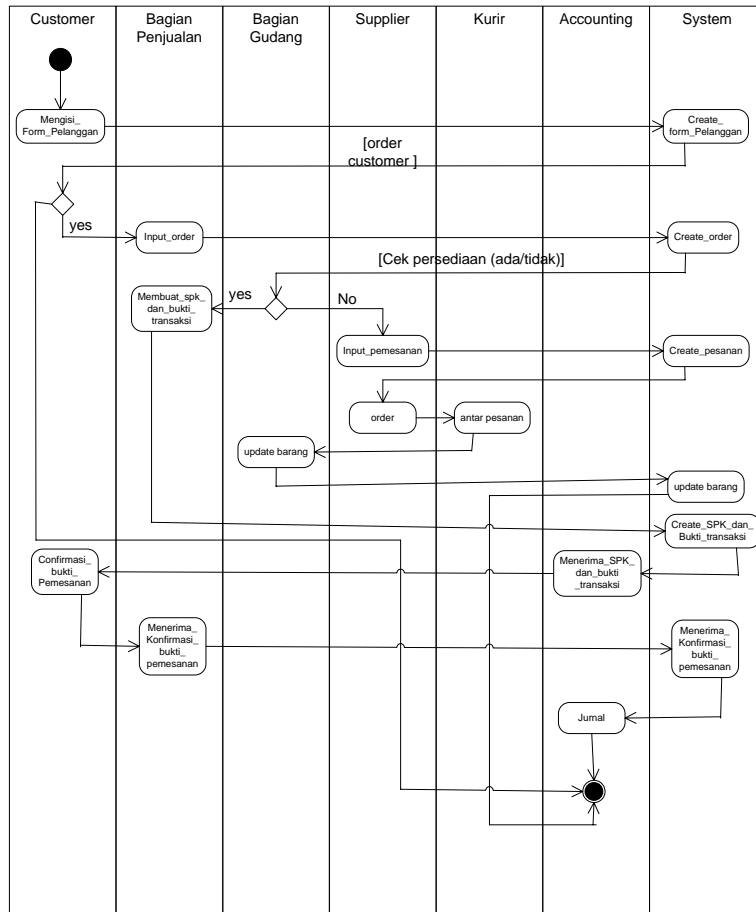 Customer
Bagian
Penjualan
Bagian
Gudang
Supplier
Kurir
Accounting
System
Mengisi_
Form_Pelanggan
Create_
form_Pelanggan
[order
customer ]
yes
Input_order
Create_order
[Cek persediaan (ada/tidak)]
Membuat_spk_
dan_bukti_
transaksi
yes
No
Input_pemesanan
Create_pesanan
order
antar pesanan
update barang
update barang
Create_SPK_dan_
Bukti_transaksi
Confirmasi_
bukti_
Pemesanan
Menerima_SPK_
dan_bukti
_transaksi
Menerima_
Konfirmasi_
bukti_
pemesanan
Menerima_
Konfirmasi_
bukti_
pemesanan
Jurnal